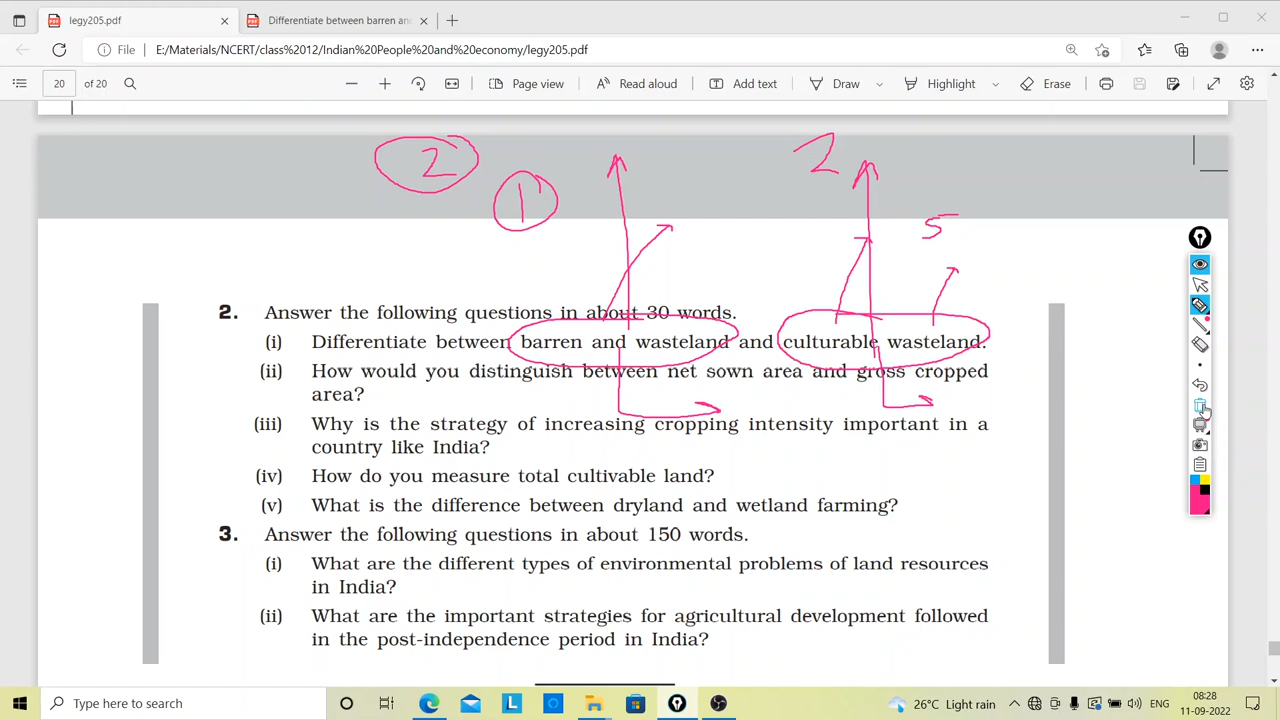 legy205.pdf
Differentiate between barren and
File
E:/Materials/NCERT/class%2012/Indian%20People%20and%20economy/legy205.pdf
20 of 20
Page view
Read aloud
Add text
Draw
Highlight
Erase
2
1
2
5
2. Answer the following questions in about 30 words.
(i) Differentiate between barren and wasteland and culturable wasteland.
(ii) How would you distinguish between net sown area and gross cropped
area?
(iii) Why is the strategy of increasing cropping intensity important in a
country like India?
(iv) How do you measure total cultivable land?
(v) What is the difference between dryland and wetland farming?
3. Answer the following questions in about 150 words.
(i) What are the different types of environmental problems of land resources
in India?
(ii) What are the important strategies for agricultural development followed
in the post-independence period in India?
Type here to search
26°C Light rain
ENG
08:28
11-09-2022